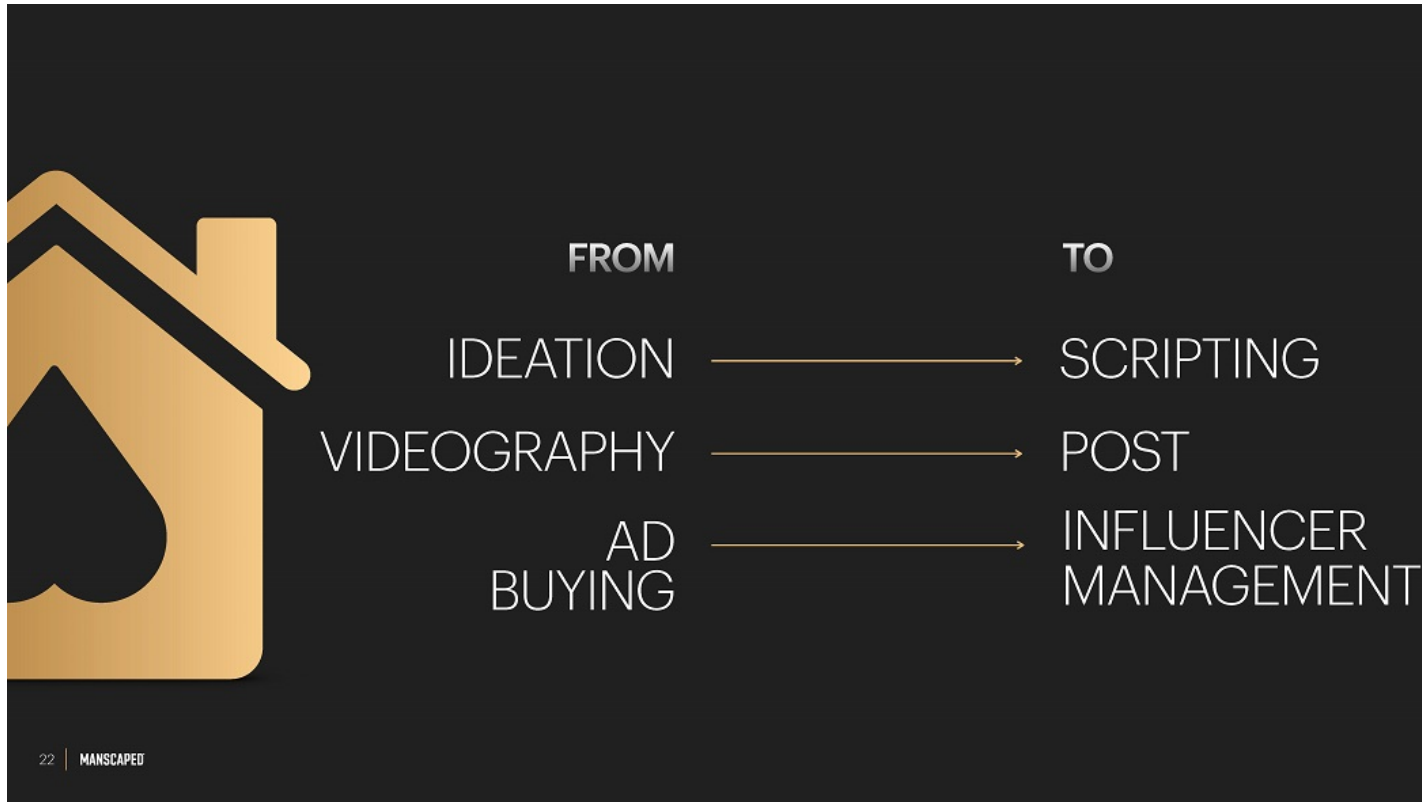 FROM
TO
IDEATION
SCRIPTING
VIDEOGRAPHY
POST
AD
BUYING
INFLUENCER
MANAGEMENT
22
MANSCAPED